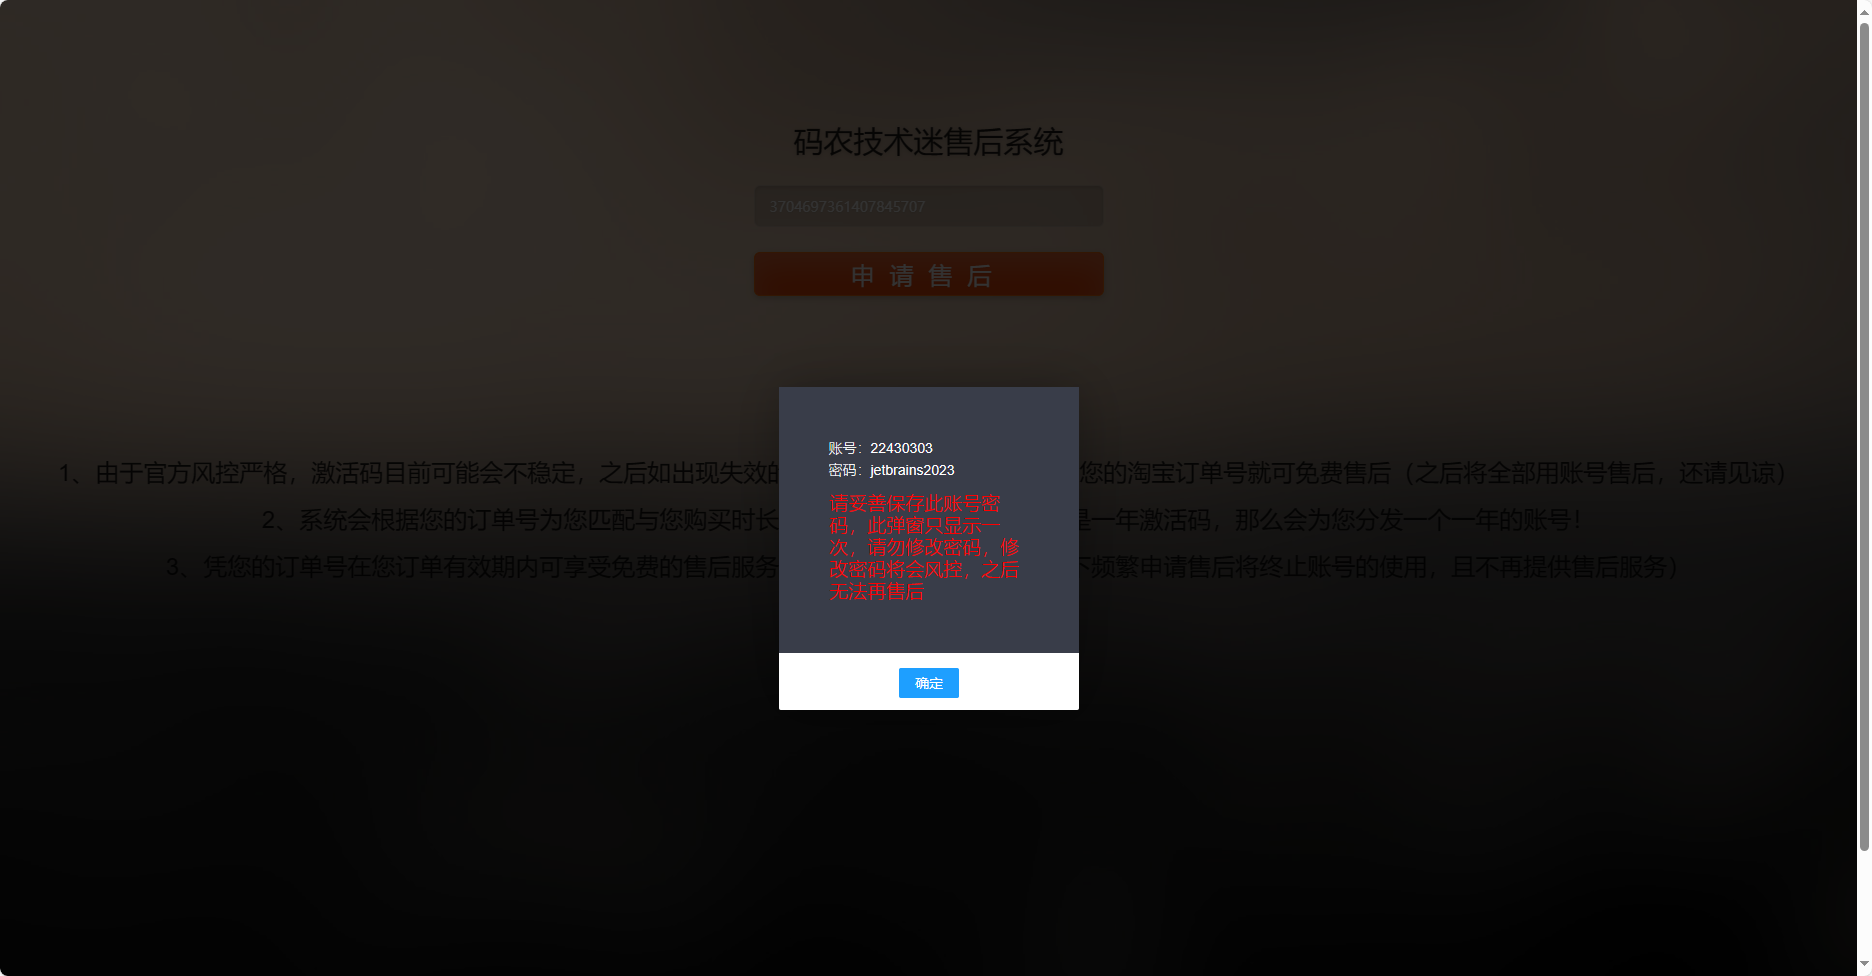 码农技术迷售后系统
3704697361407845707
申请售后
账号：22430303
密码：jetbrains2023
请妥善保存此账号密
码，此弹窗只显示一
次，请勿修改密码，修
改密码将会风控，之后
无法再售后
确定
1、由于官方风控严格，激活码目前可能会不稳定，之后如出现失效的 您的淘宝订单号就可免费售后（之后将全部用账号售后，还请见谅）
2、系统会根据您的订单号为您匹配与您购买时长 是一年激活码，那么会为您分发一个一年的账号！
3、凭您的订单号在您订单有效期内可享受免费的售后服务 下频繁申请售后将终止账号的使用，且不再提供售后服务）